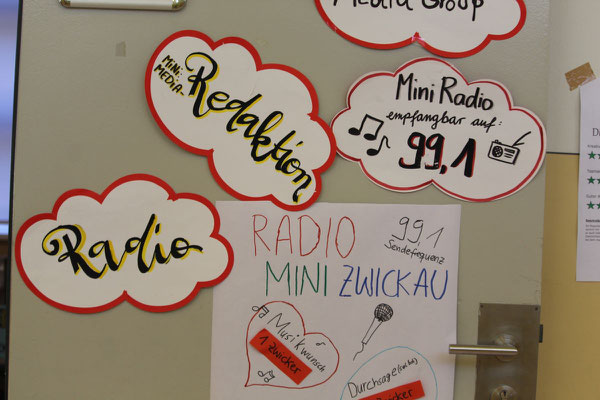 Media Group
MiNi-
MEDiA-
Redaktion
Mini Radio
empfangbar auf:
99,1
Radio
RADIO
MINI ZWICKAU
99.1
Sendefrequenz
Musikwunsch
1 Zwicker